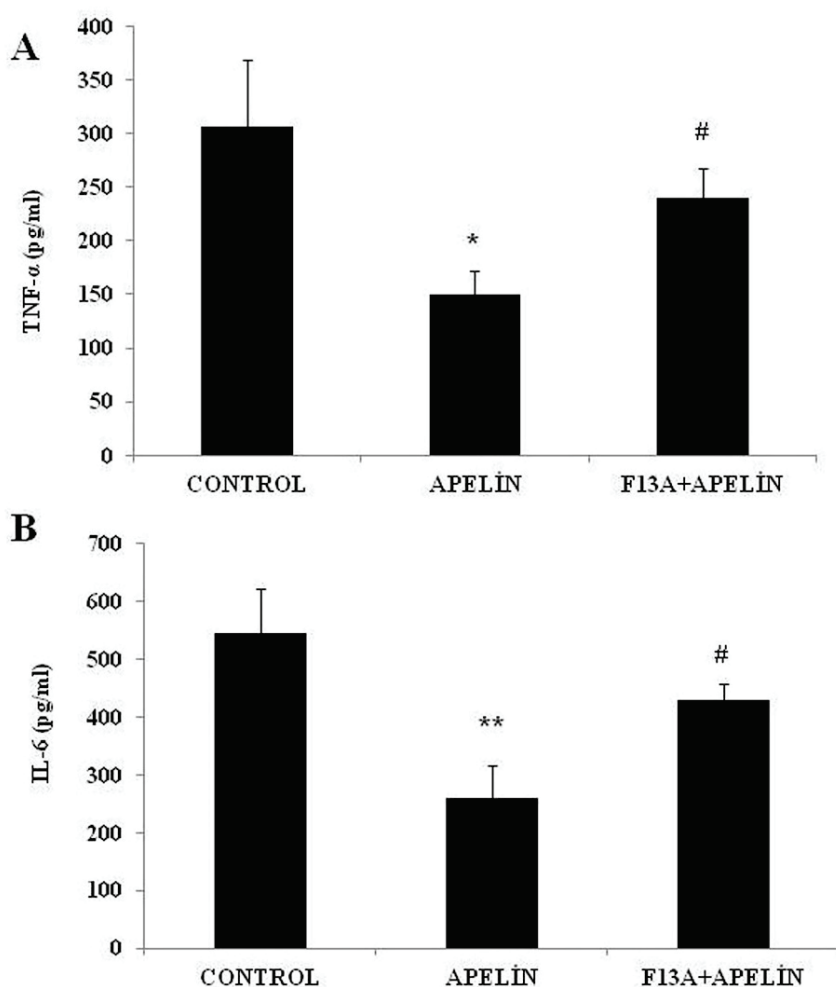 A
TNF-α (pg/ml)
400
350
300
250
200
150
100
50
0
#
*
CONTROL
APELİN
F13A+APELİN
B
IL-6 (pg/ml)
700
600
500
400
300
200
100
0
#
**
CONTROL
APELİN
F13A+APELİN